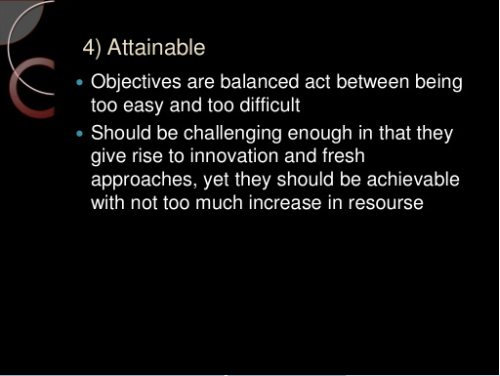 4) Attainable
• Objectives are balanced act between being
too easy and too difficult
• Should be challenging enough in that they
give rise to innovation and fresh
approaches, yet they should be achievable
with not too much increase in resourse